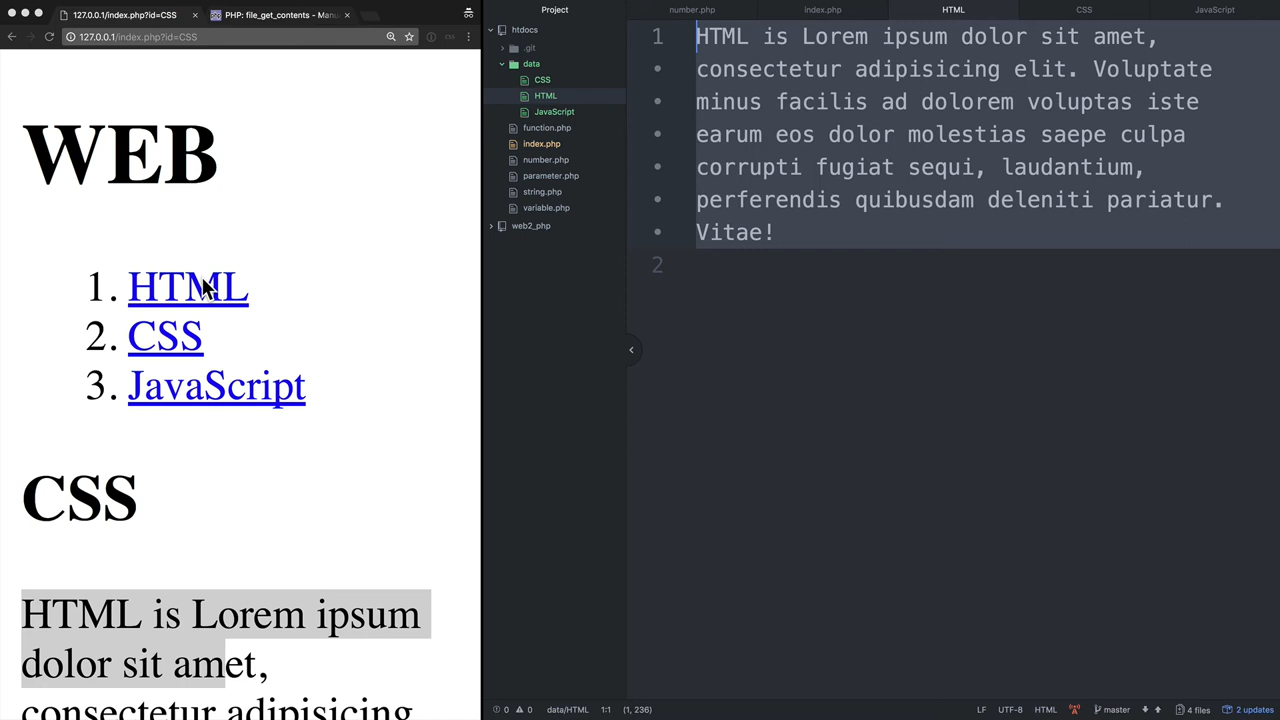 127.0.0.1/index.php?id=CSS
PHP: file_get_contents - Manu
127.0.0.1/index.php?id=CSS
WEB
1. HTML
2. CSS
3. JavaScript
CSS
HTML is Lorem ipsum
dolor sit amet,
consectetur adipisicing
Project
htdocs
.git
data
CSS
HTML
JavaScript
function.php
index.php
number.php
parameter.php
string.php
variable.php
web2_php
number.php
index.php
HTML
CSS
JavaScript
1 HTML is Lorem ipsum dolor sit amet,
consectetur adipisicing elit. Voluptate
minus facilis ad dolorem voluptas iste
earum eos dolor molestias saepe culpa
corrupti fugiat sequi, laudantium,
perferendis quibusdam deleniti pariatur.
Vitae!
2
0 0 data/HTML 1:1 (1, 236)
LF UTF-8 HTML master 4 files 2 updates